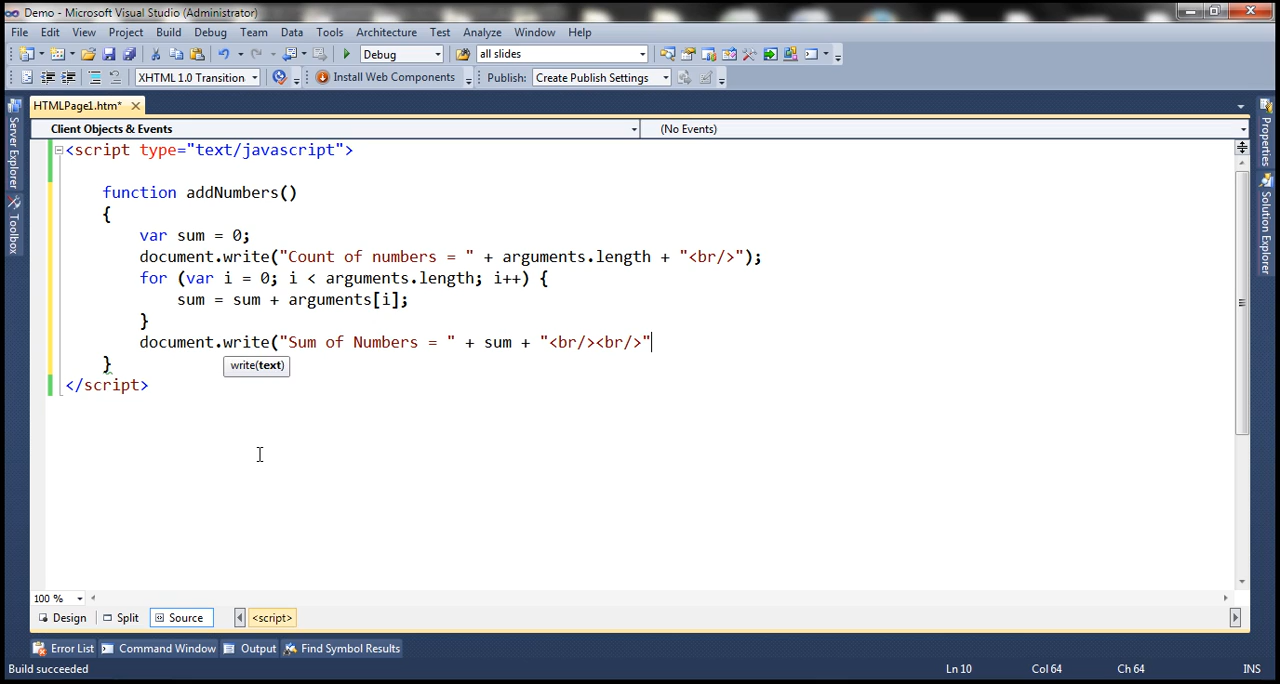 Demo - Microsoft Visual Studio (Administrator)
File Edit View Project Build Debug Team Data Tools Architecture Test Analyze Window Help
Debug all slides
XHTML 1.0 Transition Install Web Components Publish: Create Publish Settings
HTMLPage1.htm*
Client Objects & Events (No Events)
Server Explorer
Toolbox
Properties
Solution Explorer
<script type="text/javascript">
function addNumbers()
{
var sum = 0;
document.write("Count of numbers = " + arguments.length + "<br/>");
for (var i = 0; i < arguments.length; i++) {
sum = sum + arguments[i];
}
document.write("Sum of Numbers = " + sum + "<br/><br/>"
} write(text)
</script>
100 %
Design Split Source <script>
Error List Command Window Output Find Symbol Results
Build succeeded Ln 10 Col 64 Ch 64 INS